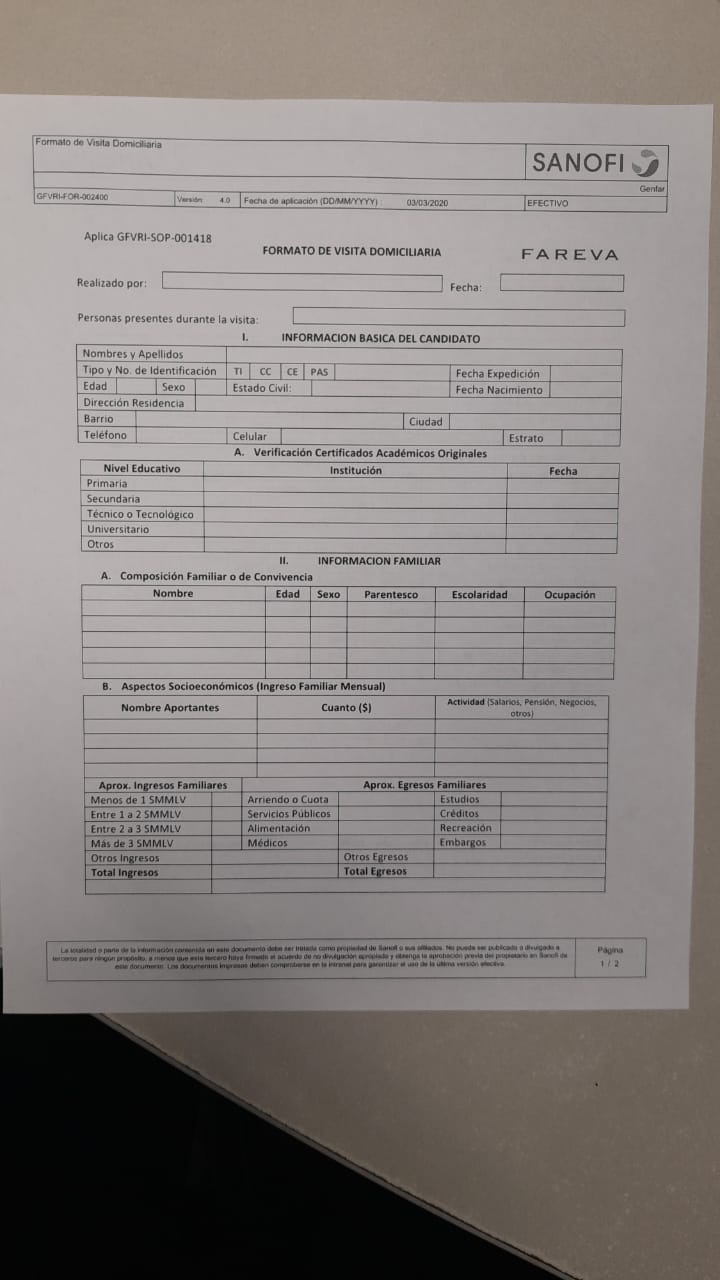 Formato de Visita Domiciliaria
SANOFI
Genfar
GFVRI-FOR-002400 Versión: 4.0 Fecha de aplicación (DD/MM/YYYY) : 03/03/2020 EFECTIVO
Aplica GFVRI-SOP-001418
FORMATO DE VISITA DOMICILIARIA FAREVA
Realizado por: Fecha:
Personas presentes durante la visita:
I. INFORMACION BASICA DEL CANDIDATO
Nombres y Apellidos
Tipo y No. de Identificación TI CC CE PAS Fecha Expedición
Edad Sexo Estado Civil: Fecha Nacimiento
Dirección Residencia
Barrio Ciudad
Teléfono Celular Estrato
A. Verificación Certificados Académicos Originales
Nivel Educativo Institución Fecha
Primaria
Secundaria
Técnico o Tecnológico
Universitario
Otros
II. INFORMACION FAMILIAR
A. Composición Familiar o de Convivencia
Nombre Edad Sexo Parentesco Escolaridad Ocupación
B. Aspectos Socioeconómicos (Ingreso Familiar Mensual)
Nombre Aportantes Cuanto ($) Actividad (Salarios, Pensión, Negocios,
otros)
Aprox. Ingresos Familiares Aprox. Egresos Familiares
Menos de 1 SMMLV Arriendo o Cuota Estudios
Entre 1 a 2 SMMLV Servicios Públicos Créditos
Entre 2 a 3 SMMLV Alimentación Recreación
Más de 3 SMMLV Médicos Embargos
Otros Ingresos Otros Egresos
Total Ingresos Total Egresos
La totalidad o parte de la información contenida en este documento debe ser tratada como propiedad de Sanofi o sus afiliados. No puede ser publicada o divulgada a
terceros para ningún propósito, a menos que este tercero haya firmado el acuerdo de no divulgación apropiado y obtenga la aprobación previa del propietario en Sanofi de
este documento. Los documentos impresos deben comprobarse en la intranet para garantizar el uso de la última versión efectiva.
Página
1 / 2